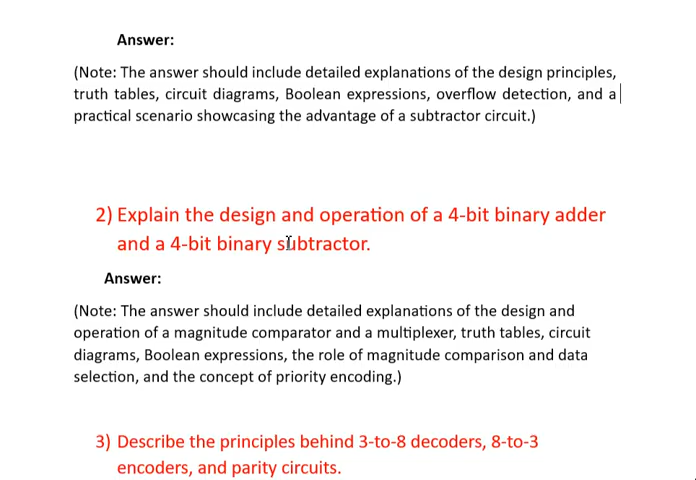 Answer:
(Note: The answer should include detailed explanations of the design principles,
truth tables, circuit diagrams, Boolean expressions, overflow detection, and a
practical scenario showcasing the advantage of a subtractor circuit.)
2) Explain the design and operation of a 4-bit binary adder
and a 4-bit binary subtractor.
Answer:
(Note: The answer should include detailed explanations of the design and
operation of a magnitude comparator and a multiplexer, truth tables, circuit
diagrams, Boolean expressions, the role of magnitude comparison and data
selection, and the concept of priority encoding.)
3) Describe the principles behind 3-to-8 decoders, 8-to-3
encoders, and parity circuits.